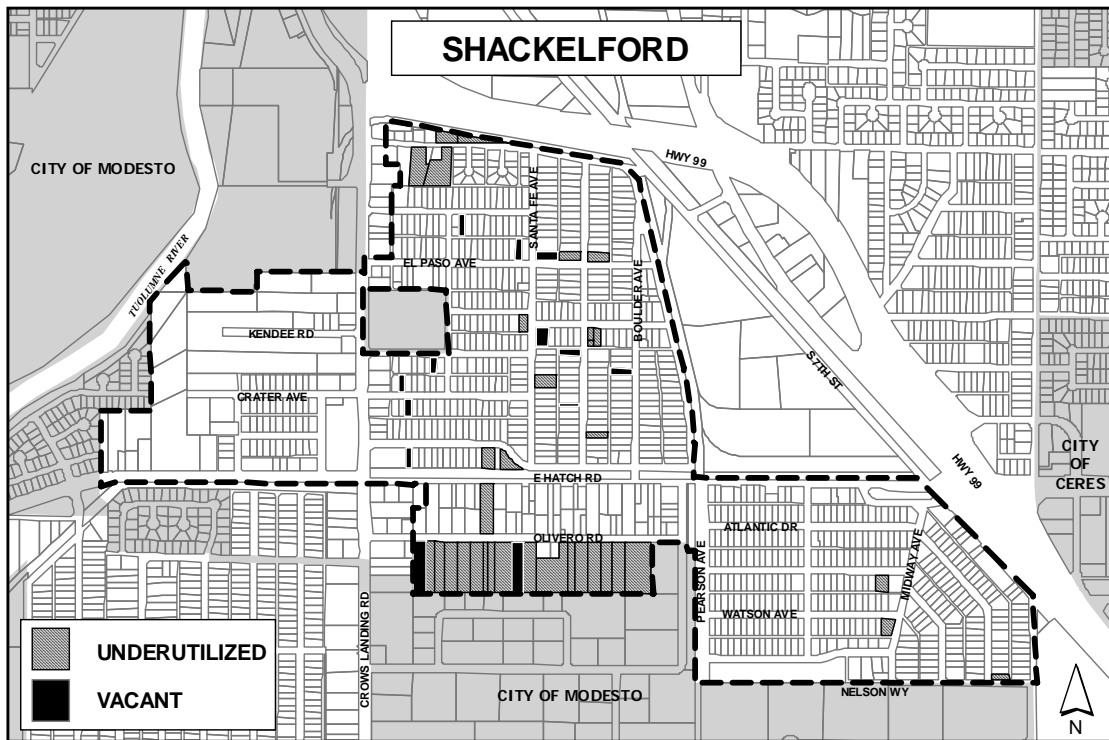 SHACKELFORD
CITY OF MODESTO
TUOLUMNE RIVER
HWY 99
SANTA FE AVE
EL PASO AVE
BOULDER AVE
KENDEE RD
S 7TH ST
CRATER AVE
CITY
OF
CERES
HWY 99
E HATCH RD
ATLANTIC DR
OLIVERO RD
PEARSON AVE
MIDWAY AVE
WATSON AVE
CROWS LANDING RD
UNDERUTILIZED
VACANT
CITY OF MODESTO
NELSON WY
N